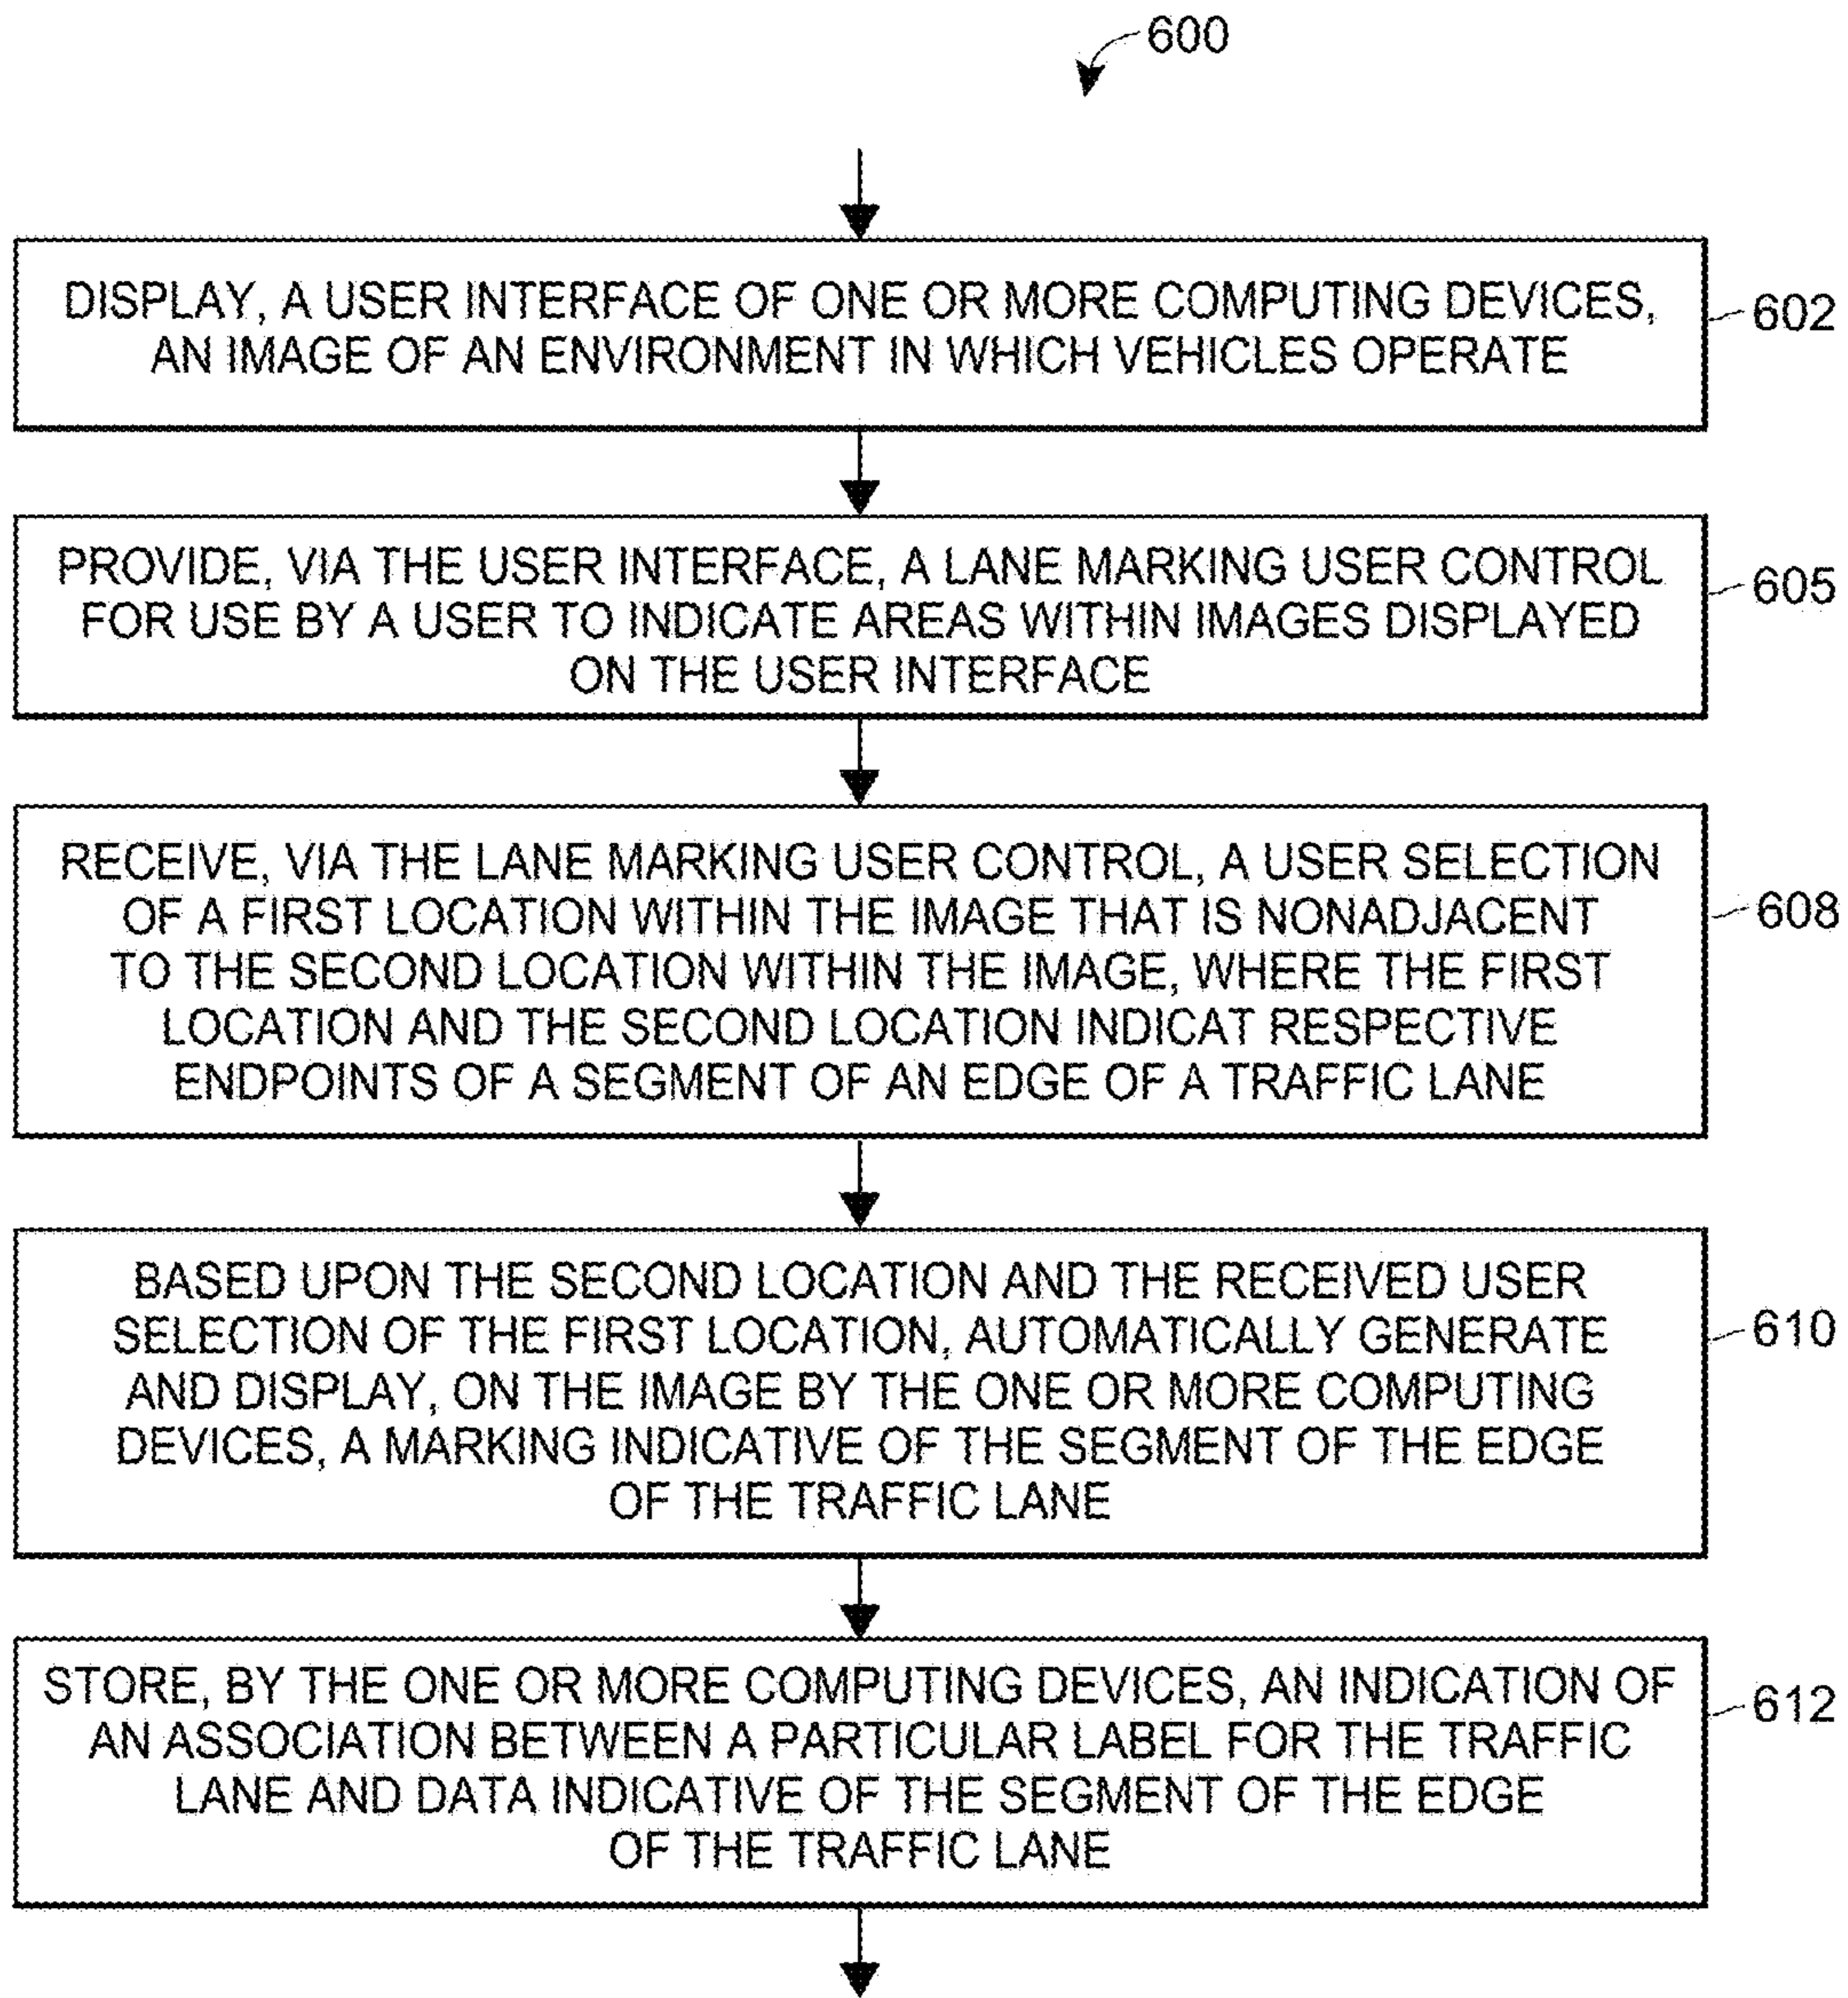 600
DISPLAY, A USER INTERFACE OF ONE OR MORE COMPUTING DEVICES,
AN IMAGE OF AN ENVIRONMENT IN WHICH VEHICLES OPERATE
602
PROVIDE, VIA THE USER INTERFACE, A LANE MARKING USER CONTROL
FOR USE BY A USER TO INDICATE AREAS WITHIN IMAGES DISPLAYED
ON THE USER INTERFACE
605
RECEIVE, VIA THE LANE MARKING USER CONTROL, A USER SELECTION
OF A FIRST LOCATION WITHIN THE IMAGE THAT IS NONADJACENT
TO THE SECOND LOCATION WITHIN THE IMAGE, WHERE THE FIRST
LOCATION AND THE SECOND LOCATION INDICAT RESPECTIVE
ENDPOINTS OF A SEGMENT OF AN EDGE OF A TRAFFIC LANE
608
BASED UPON THE SECOND LOCATION AND THE RECEIVED USER
SELECTION OF THE FIRST LOCATION, AUTOMATICALLY GENERATE
AND DISPLAY, ON THE IMAGE BY THE ONE OR MORE COMPUTING
DEVICES, A MARKING INDICATIVE OF THE SEGMENT OF THE EDGE
OF THE TRAFFIC LANE
610
STORE, BY THE ONE OR MORE COMPUTING DEVICES, AN INDICATION OF
AN ASSOCIATION BETWEEN A PARTICULAR LABEL FOR THE TRAFFIC
LANE AND DATA INDICATIVE OF THE SEGMENT OF THE EDGE
OF THE TRAFFIC LANE
612